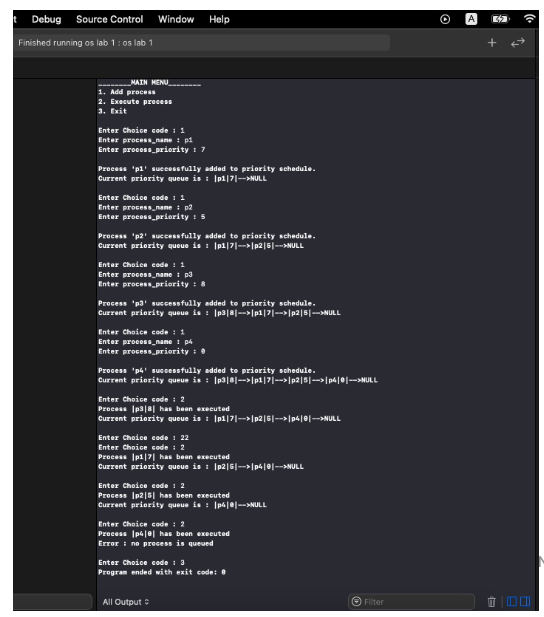 t Debug Source Control Window Help A
Finished running os lab 1 : os lab 1
________MAIN MENU________
1. Add process
2. Execute process
3. Exit
Enter Choice code : 1
Enter process_name : p1
Enter process_priority : 7
Process 'p1' successfully added to priority schedule.
Current priority queue is : |p1|7|-->NULL
Enter Choice code : 1
Enter process_name : p2
Enter process_priority : 5
Process 'p2' successfully added to priority schedule.
Current priority queue is : |p1|7|-->|p2|5|-->NULL
Enter Choice code : 1
Enter process_name : p3
Enter process_priority : 8
Process 'p3' successfully added to priority schedule.
Current priority queue is : |p3|8|-->|p1|7|-->|p2|5|-->NULL
Enter Choice code : 1
Enter process_name : p4
Enter process_priority : 0
Process 'p4' successfully added to priority schedule.
Current priority queue is : |p3|8|-->|p1|7|-->|p2|5|-->|p4|0|-->NULL
Enter Choice code : 2
Process |p3|8| has been executed
Current priority queue is : |p1|7|-->|p2|5|-->|p4|0|-->NULL
Enter Choice code : 22
Enter Choice code : 2
Process |p1|7| has been executed
Current priority queue is : |p2|5|-->|p4|0|-->NULL
Enter Choice code : 2
Process |p2|5| has been executed
Current priority queue is : |p4|0|-->NULL
Enter Choice code : 2
Process |p4|0| has been executed
Error : no process is queued
Enter Choice code : 3
Program ended with exit code: 0
All Output Filter